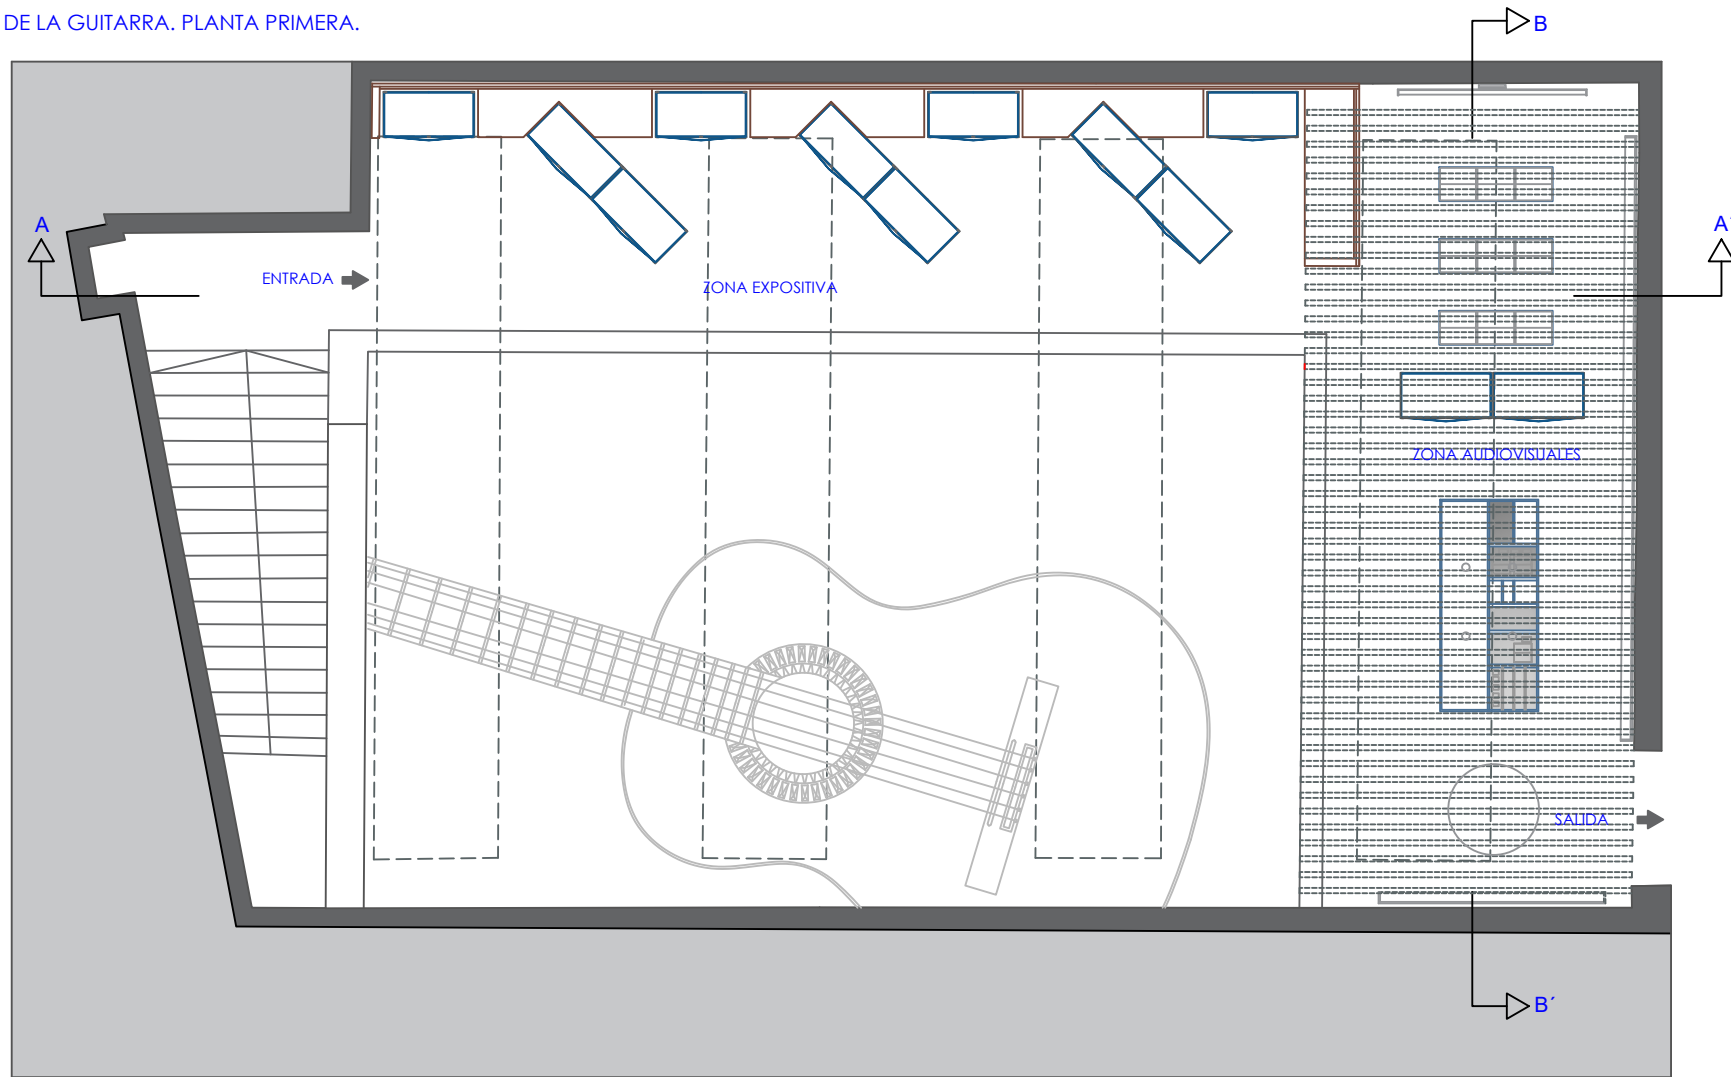 DE LA GUITARRA. PLANTA PRIMERA.
B
A
A´
ENTRADA
ZONA EXPOSITIVA
ZONA AUDIOVISUALES
SALIDA
B´